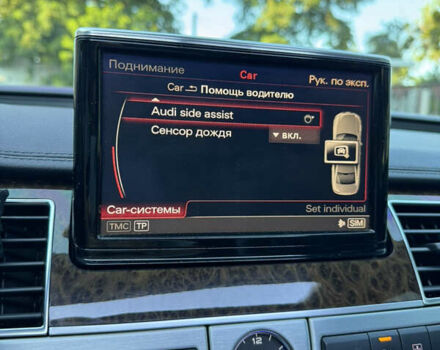 Поднимание
Car
Рук. по эксп.
Car Помощь водителю
Audi side assist
Сенсор дождя
▼ вкл.
Car-системы
Set individual
TMC TP
SIM
12